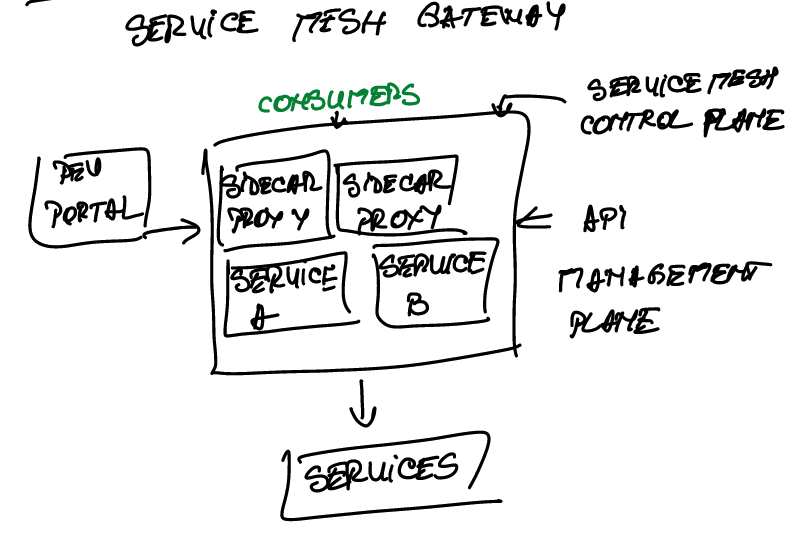 SERVICE MESH GATEWAY
CONSUMERS
SERVICE MESH
CONTROL PLANE
DEV
PORTAL
SIDECAR
PROXY
SIDECAR
PROXY
API
MANAGEMENT
PLANE
SERVICE
A
SERVICE
B
SERVICES